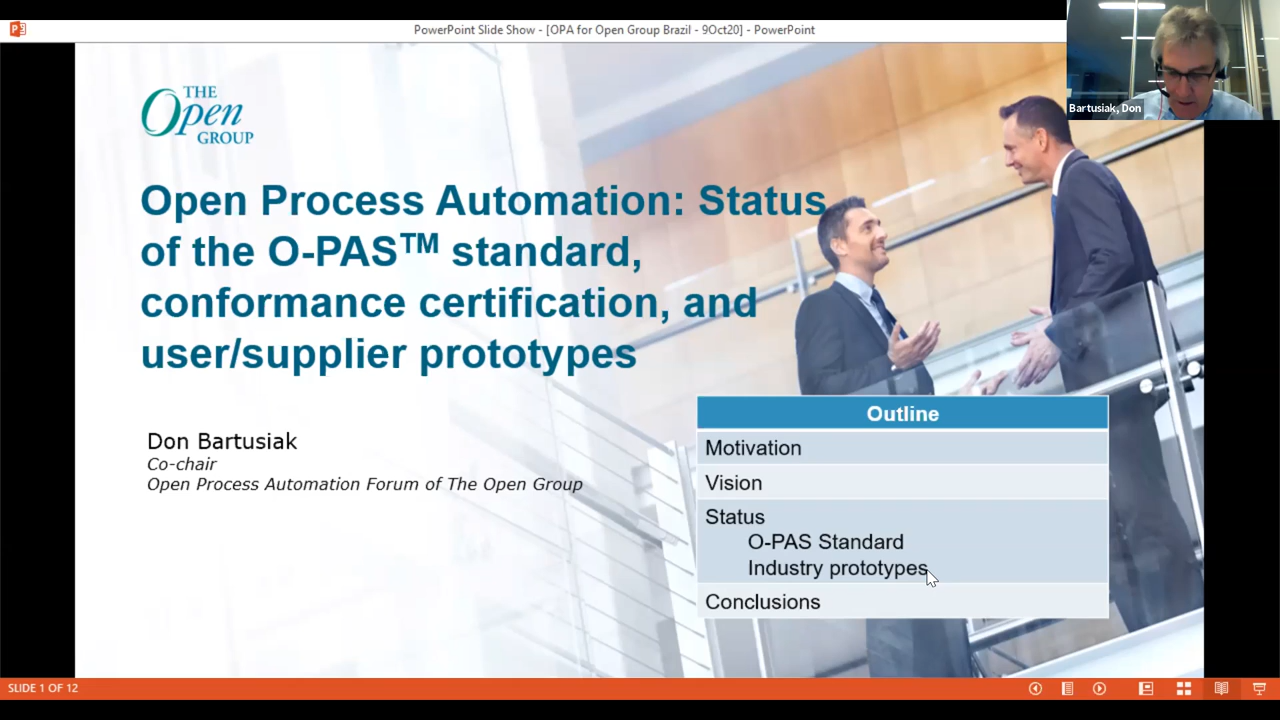 PowerPoint Slide Show - [OPA for Open Group Brazil - 9Oct20] - PowerPoint
Bartusiak, Don
THE
Open
GROUP
Open Process Automation: Status
of the O-PAS™ standard,
conformance certification, and
user/supplier prototypes
Don Bartusiak
Co-chair
Open Process Automation Forum of The Open Group
Outline
Motivation
Vision
Status
O-PAS Standard
Industry prototypes
Conclusions
SLIDE 1 OF 12